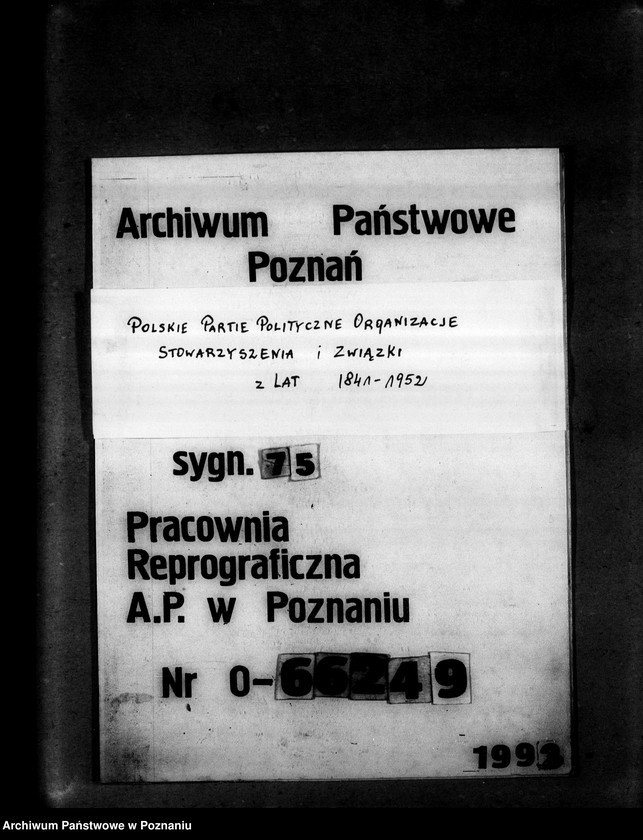 Archiwum Państwowe
Poznań
POLSKIE PARTIE POLITYCZNE ORGANIZACJE
STOWARZYSZENIA i ZWIĄZKI
z LAT 1841-1952
sygn. 75
Pracownia
Reprograficzna
A.P. w Poznaniu
Nr 0-66249
1993
Archiwum Państwowe w Poznaniu